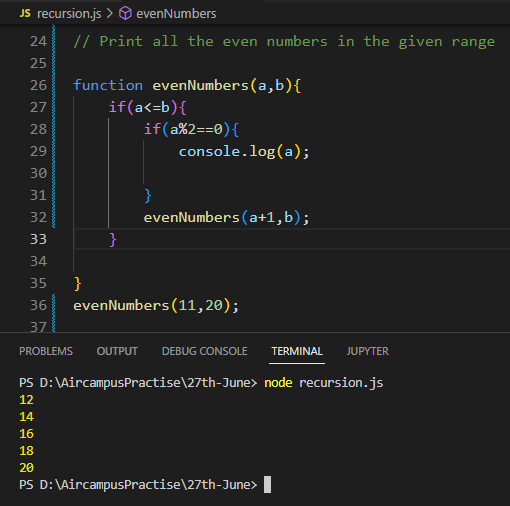 JS recursion.js > evenNumbers
24 // Print all the even numbers in the given range
25
26 function evenNumbers(a,b){
27     if(a<=b){
28         if(a%2==0){
29             console.log(a);
30
31         }
32         evenNumbers(a+1,b);
33     }
34
35 }
36 evenNumbers(11,20);
37
PROBLEMS OUTPUT DEBUG CONSOLE TERMINAL JUPYTER
PS D:\AircampusPractise\27th-June> node recursion.js
12
14
16
18
20
PS D:\AircampusPractise\27th-June>